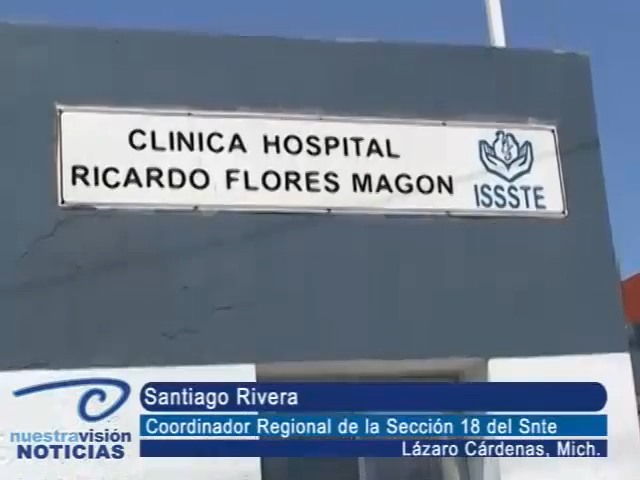 CLINICA HOSPITAL
RICARDO FLORES MAGON
ISSSTE
Santiago Rivera
Coordinador Regional de la Sección 18 del Snte
Lázaro Cárdenas, Mich.
nuestravisión
NOTICIAS